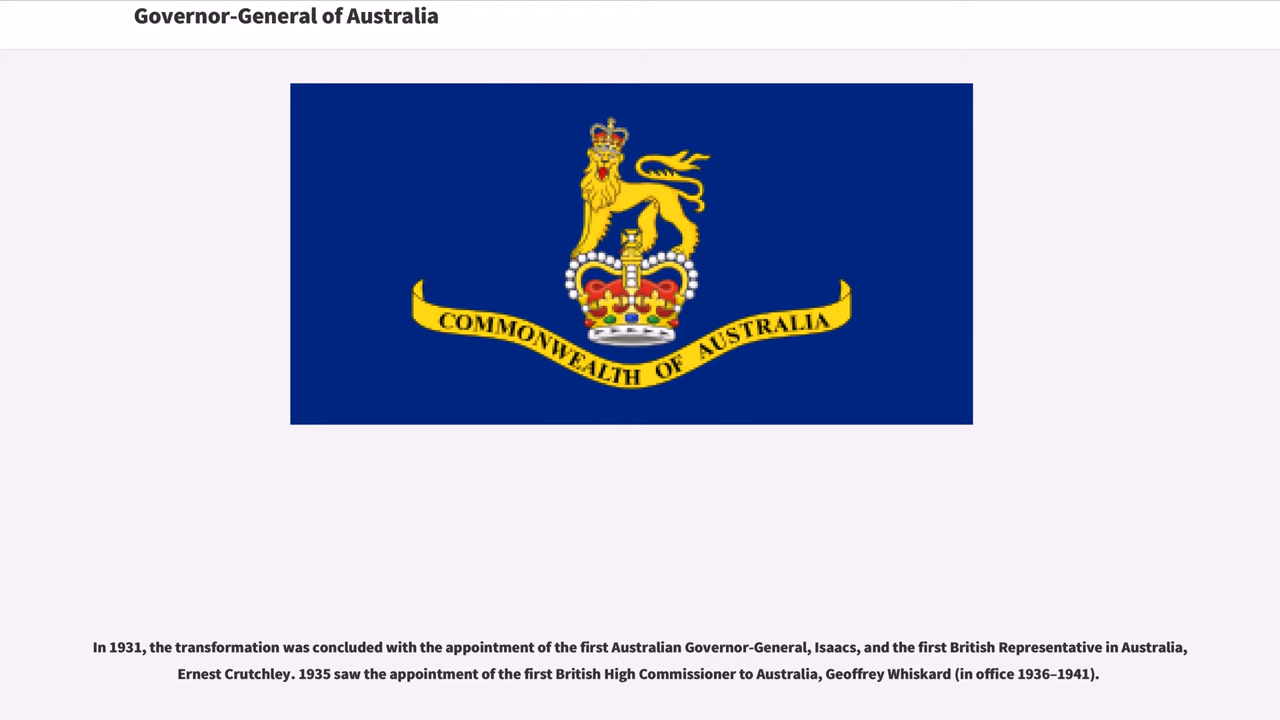 Governor-General of Australia
COMMONWEALTH OF AUSTRALIA
In 1931, the transformation was concluded with the appointment of the first Australian Governor-General, Isaacs, and the first British Representative in Australia,
Ernest Crutchley. 1935 saw the appointment of the first British High Commissioner to Australia, Geoffrey Whiskard (in office 1936–1941).